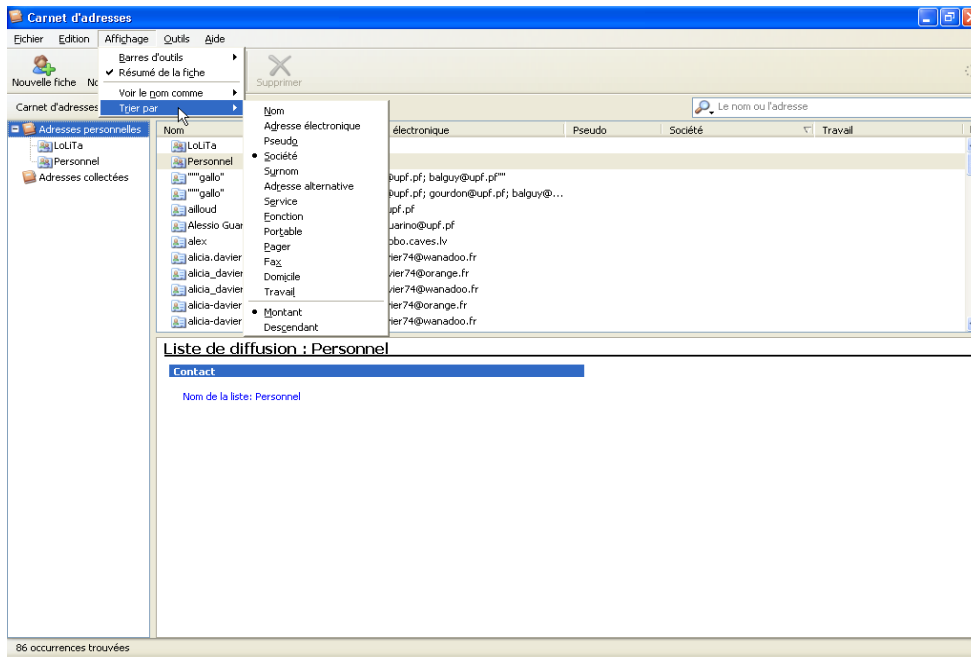 Carnet d'adresses
Fichier Edition Affichage Outils Aide
Nouvelle fiche
Supprimer
Barres d'outils
Résumé de la fiche
Voir le nom comme
Trier par
Carnet d'adresses
Le nom ou l'adresse
Nom
Adresse électronique
Pseudo
Société
Surnom
Adresse alternative
Service
Fonction
Portable
Pager
Fax
Domicile
Travail
Montant
Descendant
Adresses personnelles
LoLiTa
Personnel
Adresses collectées
Nom électronique Pseudo Société Travail
LoLiTa
Personnel
"""gallo" @upf.pf; balguy@upf.pf""
"""gallo" @upf.pf; gourdon@upf.pf; balguy@...
ailloud upf.pf
Alessio Guar uarino@upf.pf
alex obo.caves.lv
alicia.davier vier74@wanadoo.fr
alicia_davier vier74@orange.fr
alicia_davier vier74@wanadoo.fr
alicia-davier vier74@orange.fr
alicia-davier vier74@wanadoo.fr
Liste de diffusion : Personnel
Contact
Nom de la liste: Personnel
86 occurrences trouvées